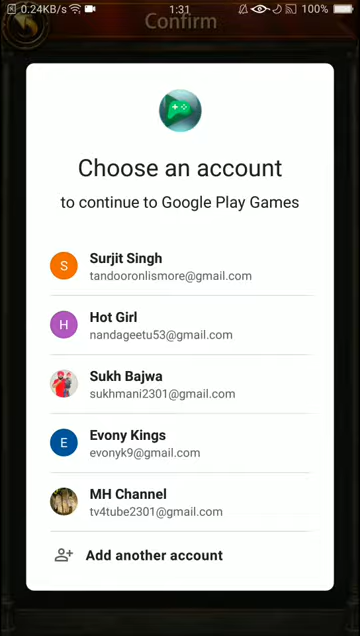 0.24KB/s 1:31 100%
Confirm
Choose an account
to continue to Google Play Games
S Surjit Singh
tandooronlismore@gmail.com
H Hot Girl
nandageetu53@gmail.com
Sukh Bajwa
sukhmani2301@gmail.com
E Evony Kings
evonyk9@gmail.com
MH Channel
tv4tube2301@gmail.com
Add another account